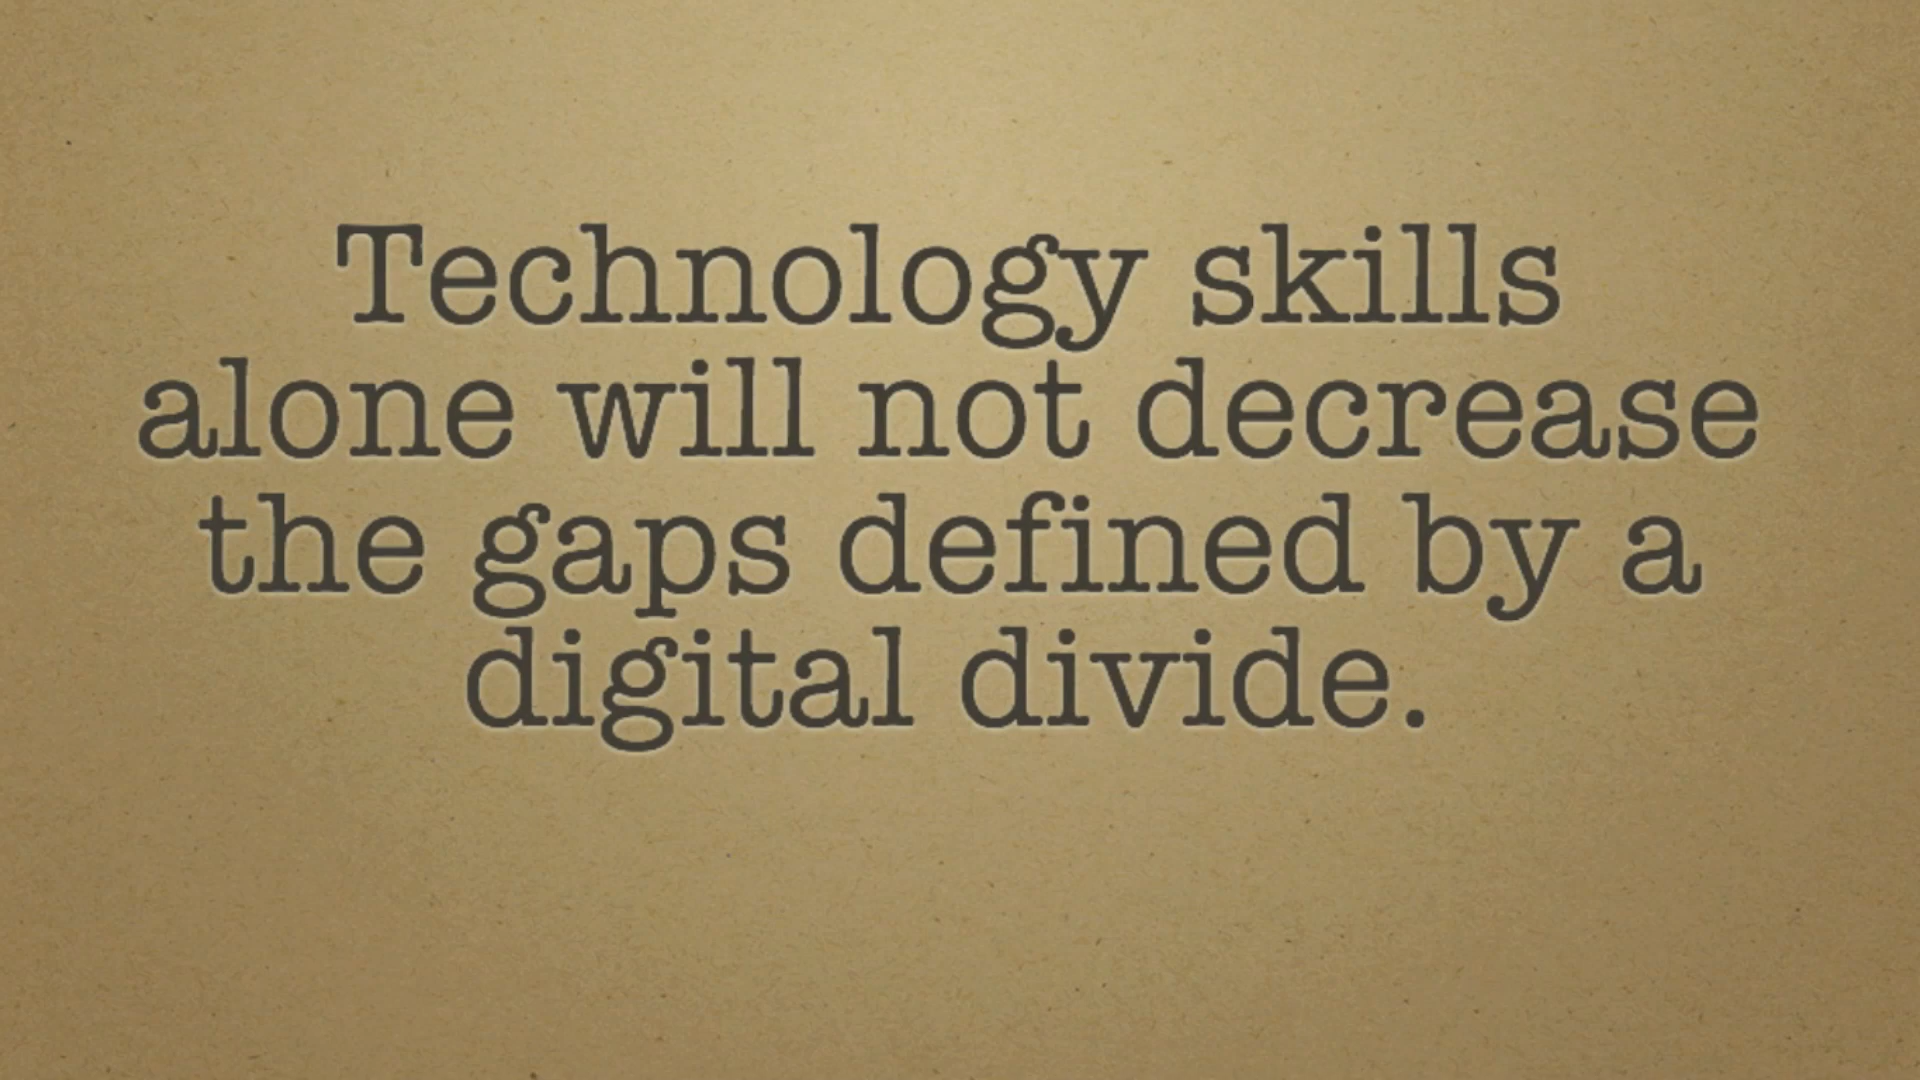 Technology skills
alone will not decrease
the gaps defined by a
digital divide.